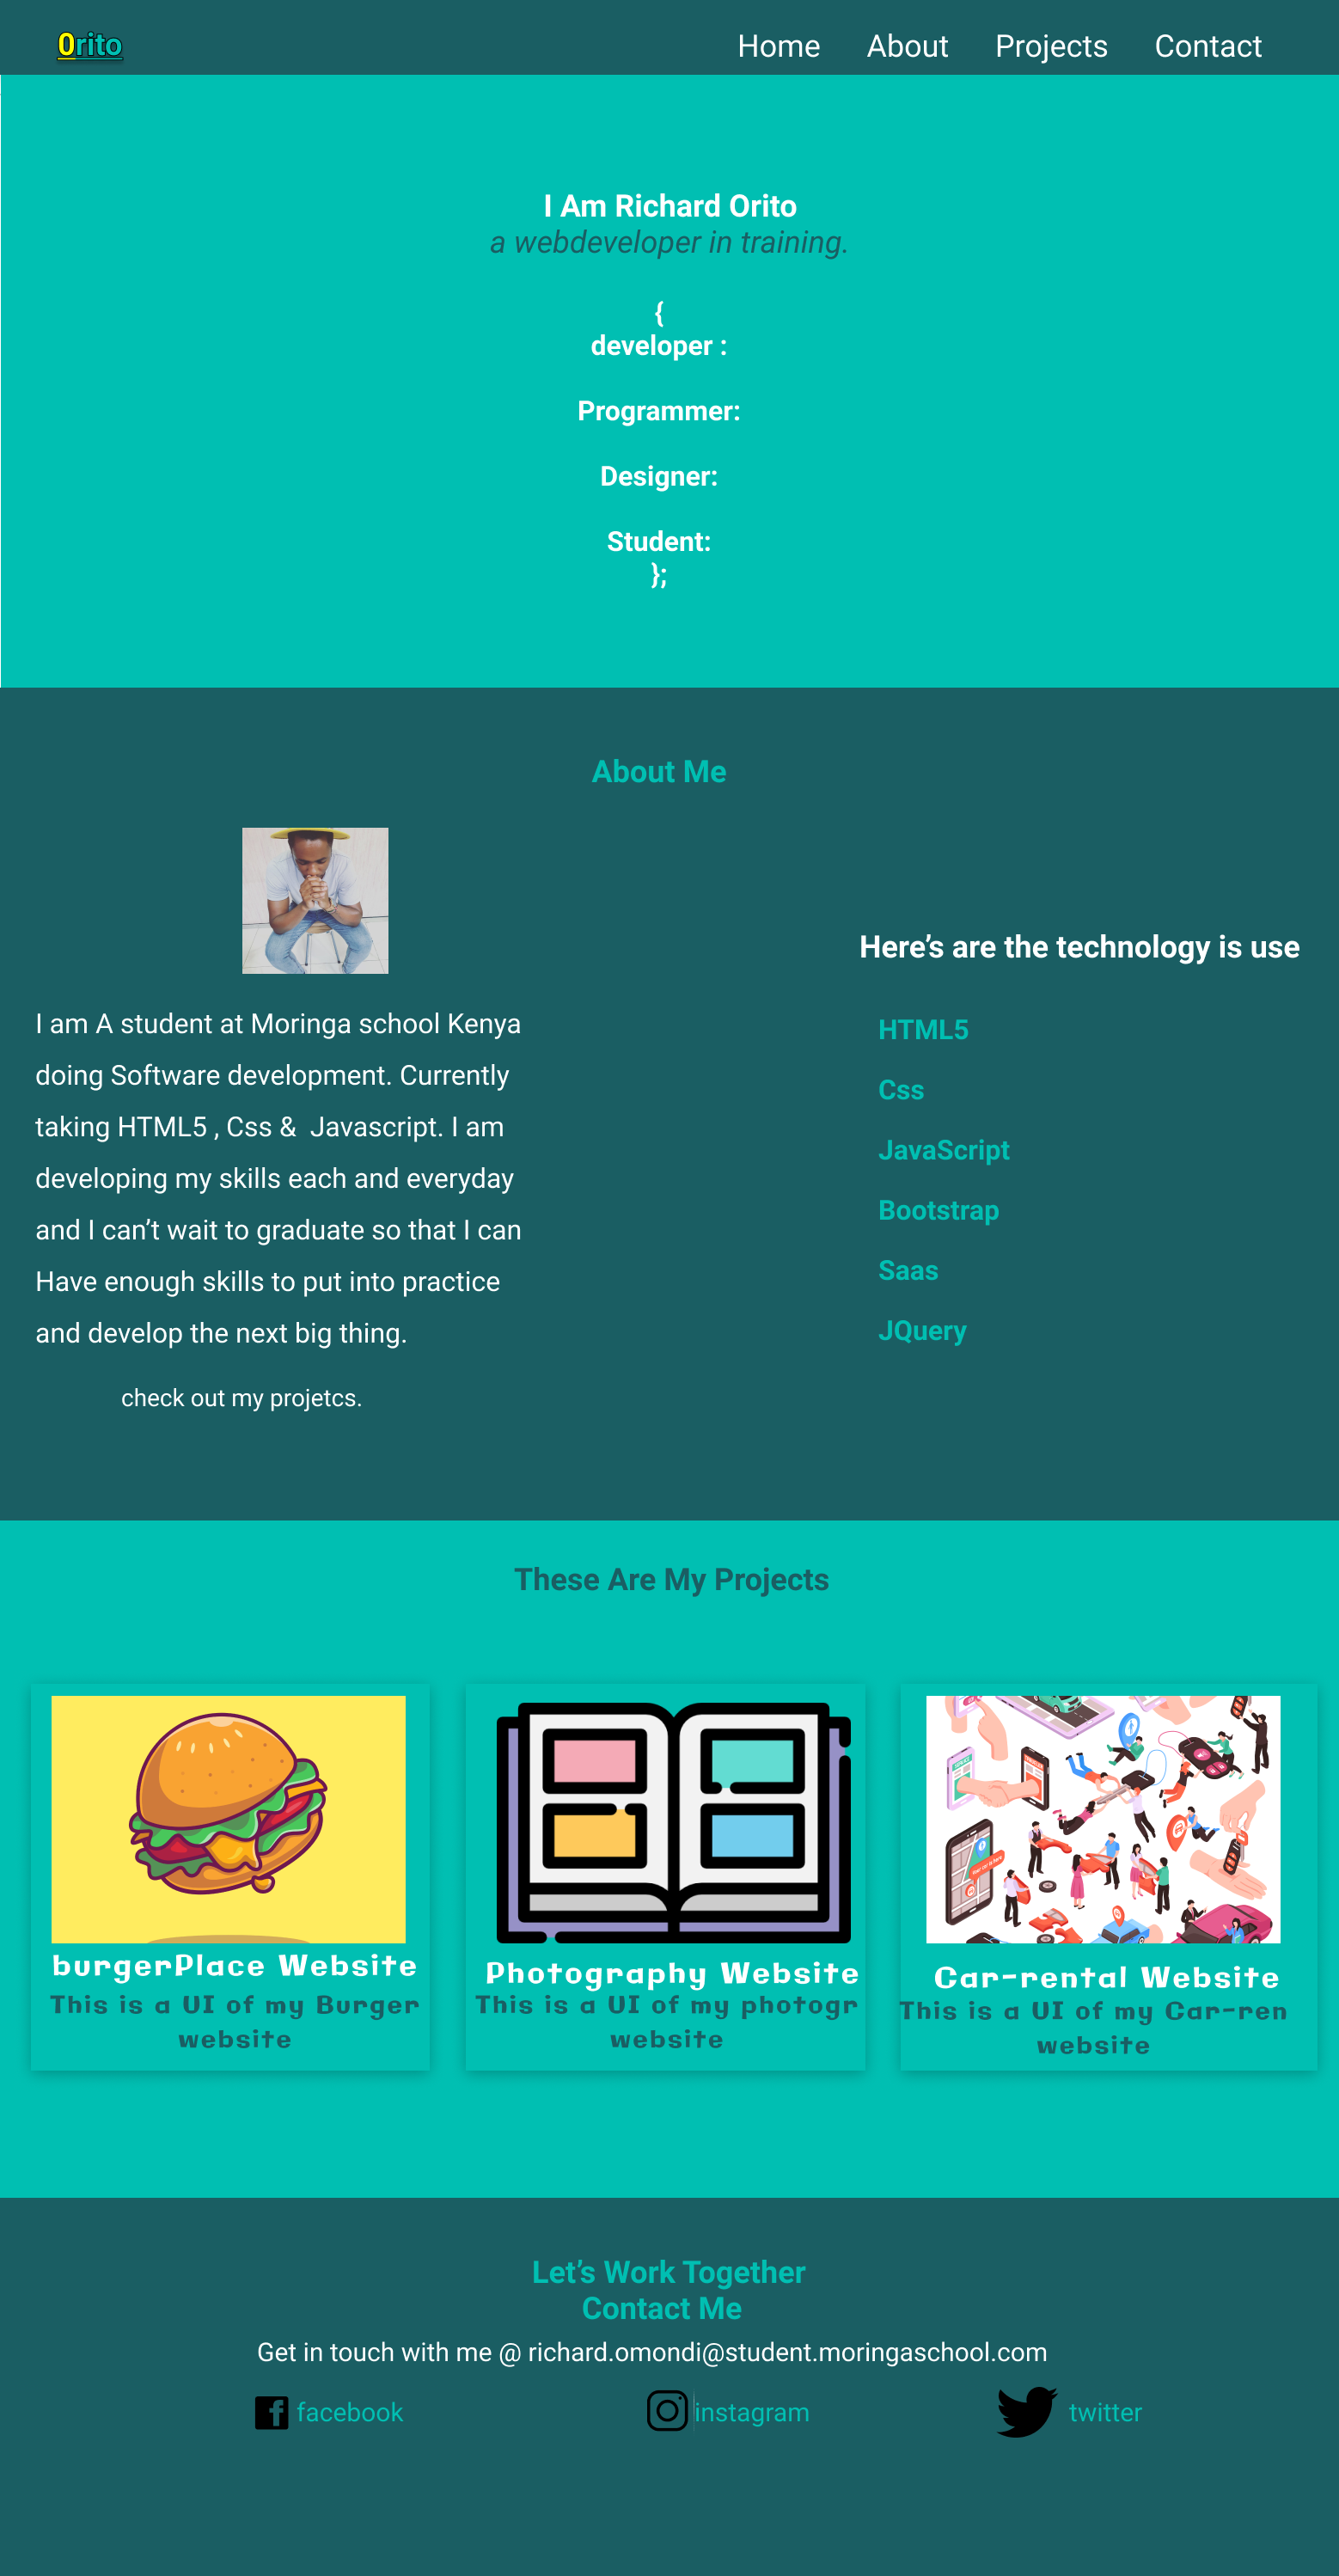 Orito
Home About Projects Contact
I Am Richard Orito
a webdeveloper in training.
{
developer :
Programmer:
Designer:
Student:
};
About Me
I am A student at Moringa school Kenya
doing Software development. Currently
taking HTML5 , Css &  Javascript. I am
developing my skills each and everyday
and I can’t wait to graduate so that I can
Have enough skills to put into practice
and develop the next big thing.
check out my projetcs.
Here’s are the technology is use
HTML5
Css
JavaScript
Bootstrap
Saas
JQuery
These Are My Projects
burgerPlace Website
This is a UI of my Burger
website
Photography Website
This is a UI of my photogr
website
Car-rental Website
This is a UI of my Car-ren
website
Let’s Work Together
Contact Me
Get in touch with me @ richard.omondi@student.moringaschool.com
facebook
instagram
twitter